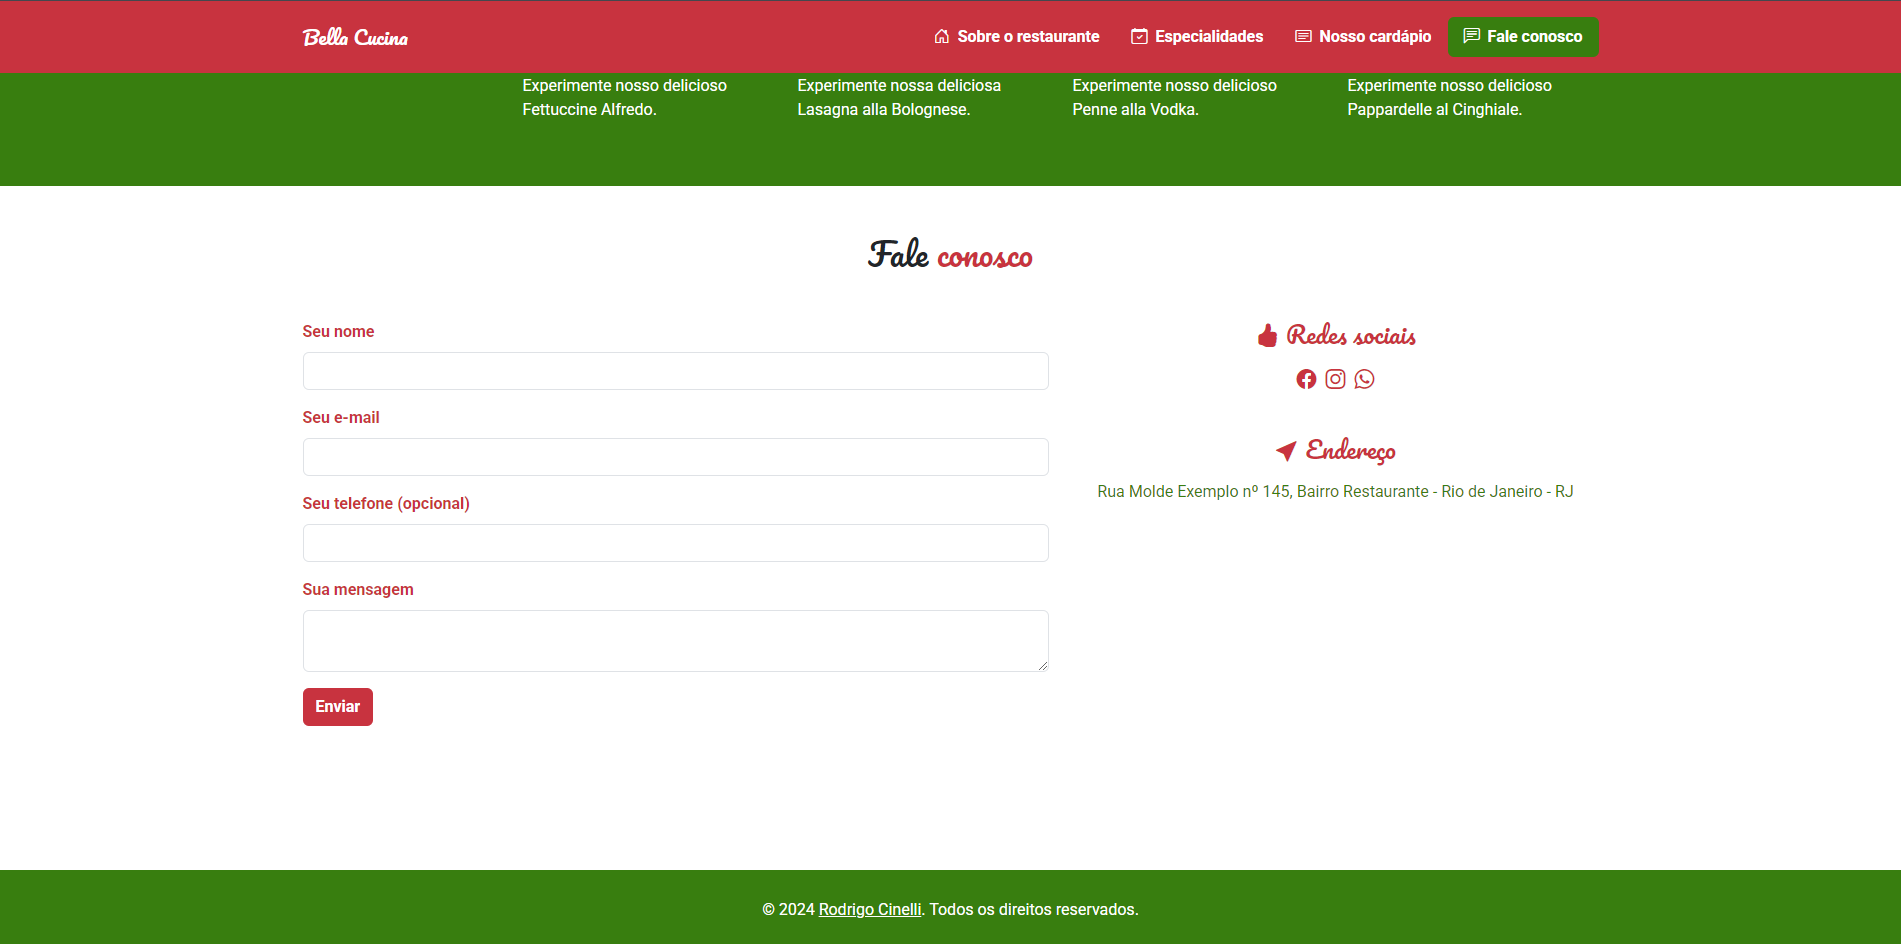 Bella Cucina
Sobre o restaurante
Especialidades
Nosso cardápio
Fale conosco
Experimente nosso delicioso
Fettuccine Alfredo.
Experimente nossa deliciosa
Lasagna alla Bolognese.
Experimente nosso delicioso
Penne alla Vodka.
Experimente nosso delicioso
Pappardelle al Cinghiale.
Fale conosco
Seu nome
Seu e-mail
Seu telefone (opcional)
Sua mensagem
Enviar
Redes sociais
Endereço
Rua Molde Exemplo nº 145, Bairro Restaurante - Rio de Janeiro - RJ
© 2024 Rodrigo Cinelli. Todos os direitos reservados.